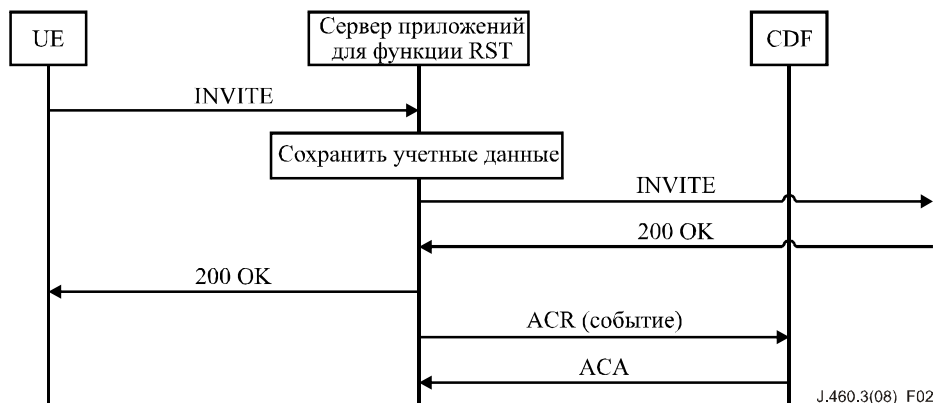 UE
Сервер приложений
для функции RST
CDF
INVITE
Сохранить учетные данные
INVITE
200 OK
200 OK
ACR (событие)
ACA
J.460.3(08)_F02